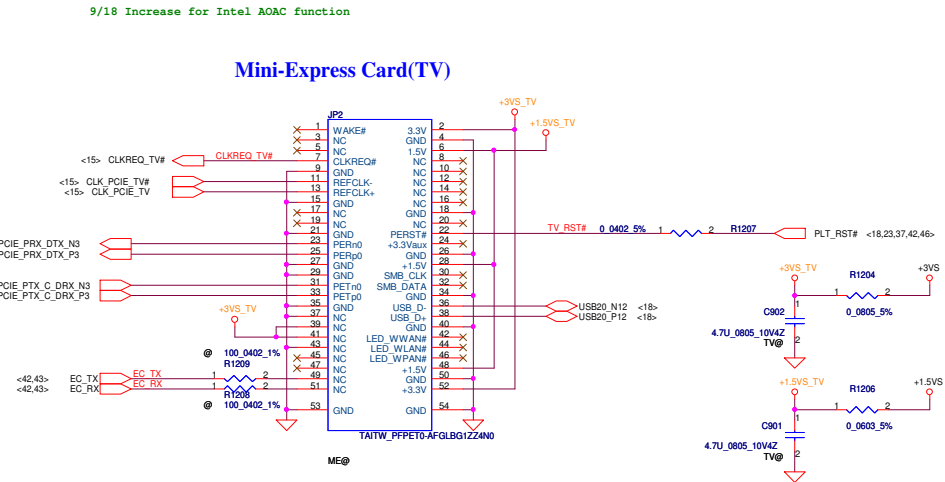 9/18 Increase for Intel AOAC function
Mini-Express Card(TV)
JP2
+3VS_TV
+1.5VS_TV
1 WAKE# 3.3V 2
3 NC GND 4
5 NC 1.5V 6
<15> CLKREQ_TV# CLKREQ_TV# 7 CLKREQ# NC 8
9 GND NC 10
<15> CLK_PCIE_TV# 11 REFCLK- NC 12
<15> CLK_PCIE_TV 13 REFCLK+ NC 14
15 GND NC 16
17 NC GND 18
19 NC NC 20
21 GND PERST# 22 TV_RST# 0_0402_5% 1 2 R1207 PLT_RST# <18,23,37,42,46>
PCIE_PRX_DTX_N3 23 PERn0 +3.3Vaux 24
PCIE_PRX_DTX_P3 25 PERp0 GND 26
27 GND +1.5V 28
29 GND SMB_CLK 30
PCIE_PTX_C_DRX_N3 31 PETn0 SMB_DATA 32
PCIE_PTX_C_DRX_P3 33 PETp0 GND 34
35 GND USB_D- 36 USB20_N12 <18>
+3VS_TV 37 NC USB_D+ 38 USB20_P12 <18>
39 NC GND 40
41 NC LED_WWAN# 42
43 NC LED_WLAN# 44
45 NC LED_WPAN# 46
47 NC +1.5V 48
@ 100_0402_1%
R1209
<42,43> EC_TX EC_TX 1 2 49 NC GND 50
<42,43> EC_RX EC_RX 1 2 51 NC +3.3V 52
R1208
@ 100_0402_1%
53 GND GND 54
TAITW_PFPET0-AFGLBG1ZZ4N0
ME@
+3VS_TV R1204 +3VS
1 2
0_0805_5%
C902 1
4.7U_0805_10V4Z
TV@ 2
+1.5VS_TV R1206 +1.5VS
1 2
0_0603_5%
C901 1
4.7U_0805_10V4Z
TV@ 2